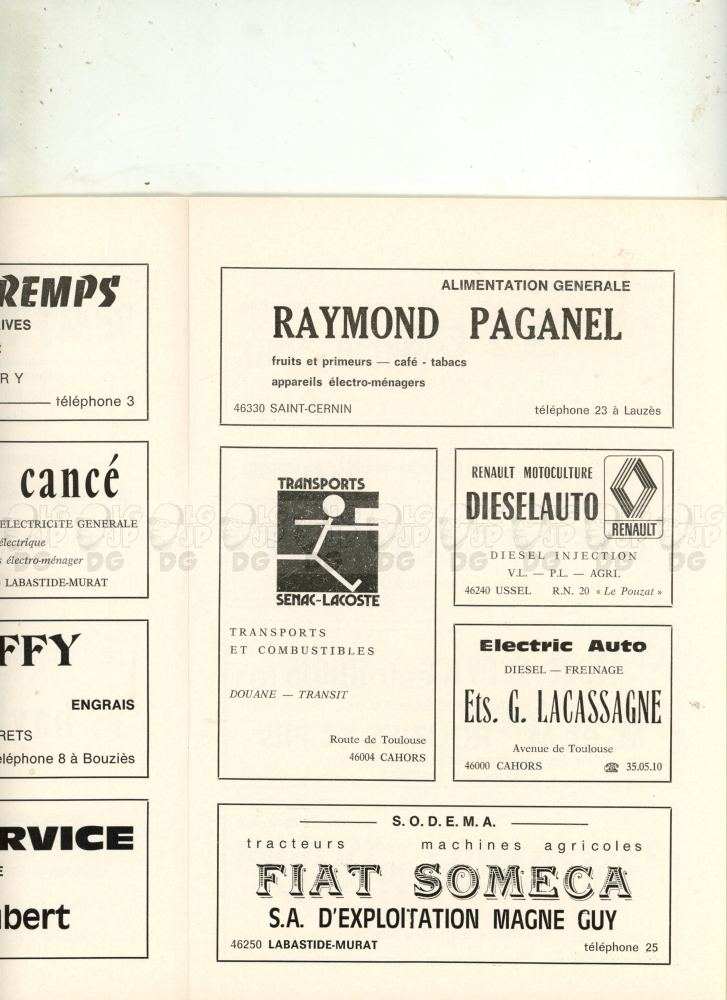 REMPS
IVES
RY
téléphone 3
cancé
ELECTRICITE GENERALE
électrique
électro-ménager
LABASTIDE-MURAT
FFY
ENGRAIS
RETS
éléphone 8 à Bouziès
RVICE
E
bert
ALIMENTATION GENERALE
RAYMOND PAGANEL
fruits et primeurs — café - tabacs
appareils électro-ménagers
46330 SAINT-CERNIN téléphone 23 à Lauzès
TRANSPORTS
SENAC-LACOSTE
TRANSPORTS
ET COMBUSTIBLES
DOUANE — TRANSIT
Route de Toulouse
46004 CAHORS
RENAULT MOTOCULTURE
DIESELAUTO
RENAULT
DIESEL INJECTION
V.L. — P.L. — AGRI.
46240 USSEL R.N. 20 « Le Pouzat »
Electric Auto
DIESEL — FREINAGE
Ets. G. LACASSAGNE
Avenue de Toulouse
46000 CAHORS ☎ 35.05.10
S.O.D.E.M.A.
tracteurs machines agricoles
FIAT SOMECA
S.A. D'EXPLOITATION MAGNE GUY
46250 LABASTIDE-MURAT téléphone 25